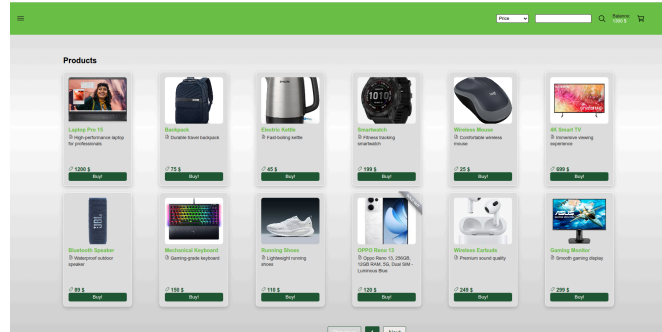 Price
Balance
1000 $
Products
Laptop Pro 15
High-performance laptop
for professionals
1200 $
Buy!
Backpack
Durable travel backpack
75 $
Buy!
Electric Kettle
Fast-boiling kettle
45 $
Buy!
Smartwatch
Fitness tracking
smartwatch
199 $
Buy!
Wireless Mouse
Comfortable wireless
mouse
25 $
Buy!
4K Smart TV
Immersive viewing
experience
699 $
Buy!
Bluetooth Speaker
Waterproof outdoor
speaker
89 $
Buy!
Mechanical Keyboard
Gaming-grade keyboard
150 $
Buy!
Running Shoes
Lightweight running
shoes
110 $
Buy!
OPPO Reno 13
Oppo Reno 13, 256GB,
12GB RAM, 5G, Dual SIM -
Luminous Blue
120 $
Buy!
Wireless Earbuds
Premium sound quality
249 $
Buy!
ASUS
Gaming Monitor
Smooth gaming display
299 $
Buy!
1
Next